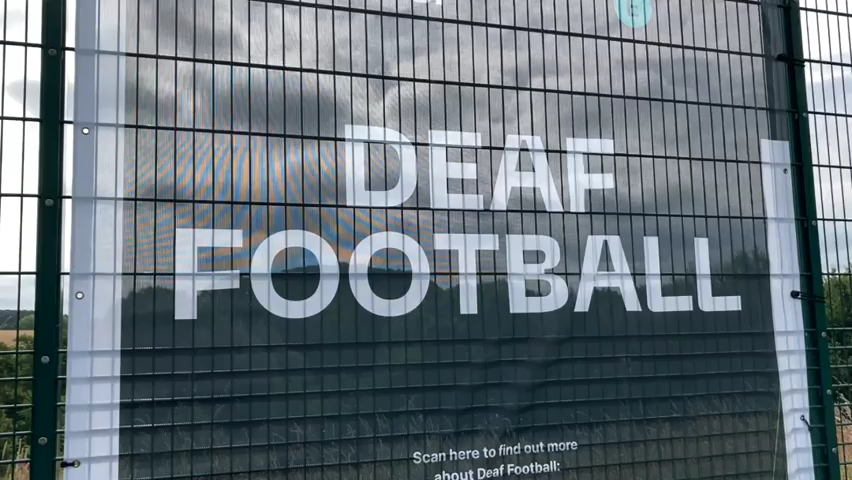 DEAF
FOOTBALL
Scan here to find out more
about Deaf Football: